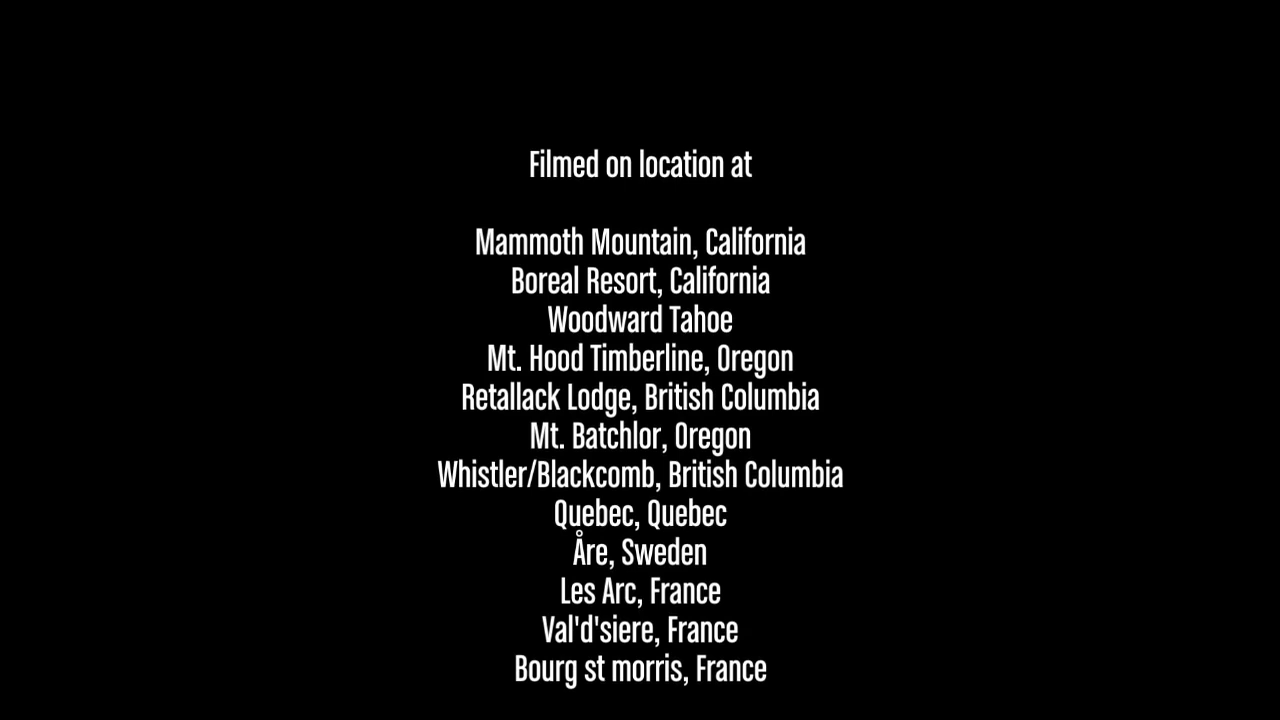 Filmed on location at
Mammoth Mountain, California
Boreal Resort, California
Woodward Tahoe
Mt. Hood Timberline, Oregon
Retallack Lodge, British Columbia
Mt. Batchlor, Oregon
Whistler/Blackcomb, British Columbia
Quebec, Quebec
Åre, Sweden
Les Arc, France
Val'd'siere, France
Bourg st morris, France